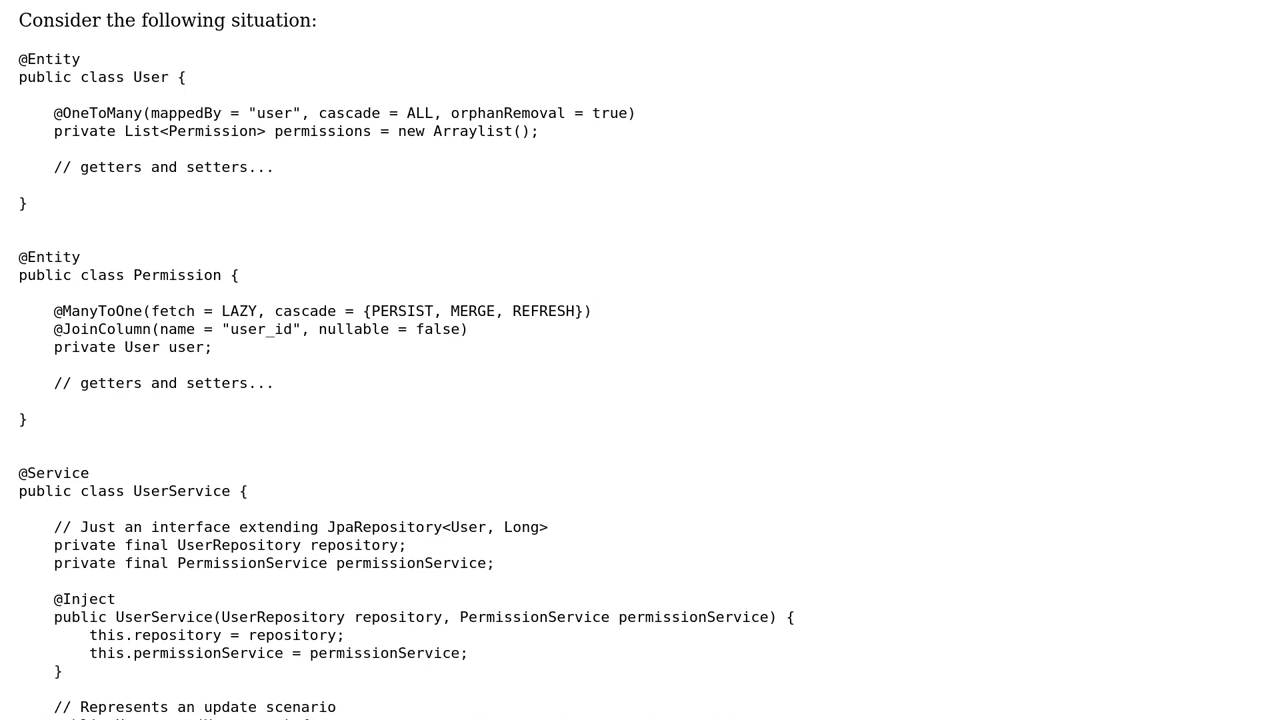 Consider the following situation:
@Entity
public class User {
@OneToMany(mappedBy = "user", cascade = ALL, orphanRemoval = true)
private List<Permission> permissions = new Arraylist();
// getters and setters...
}
@Entity
public class Permission {
@ManyToOne(fetch = LAZY, cascade = {PERSIST, MERGE, REFRESH})
@JoinColumn(name = "user_id", nullable = false)
private User user;
// getters and setters...
}
@Service
public class UserService {
// Just an interface extending JpaRepository<User, Long>
private final UserRepository repository;
private final PermissionService permissionService;
@Inject
public UserService(UserRepository repository, PermissionService permissionService) {
this.repository = repository;
this.permissionService = permissionService;
}
// Represents an update scenario